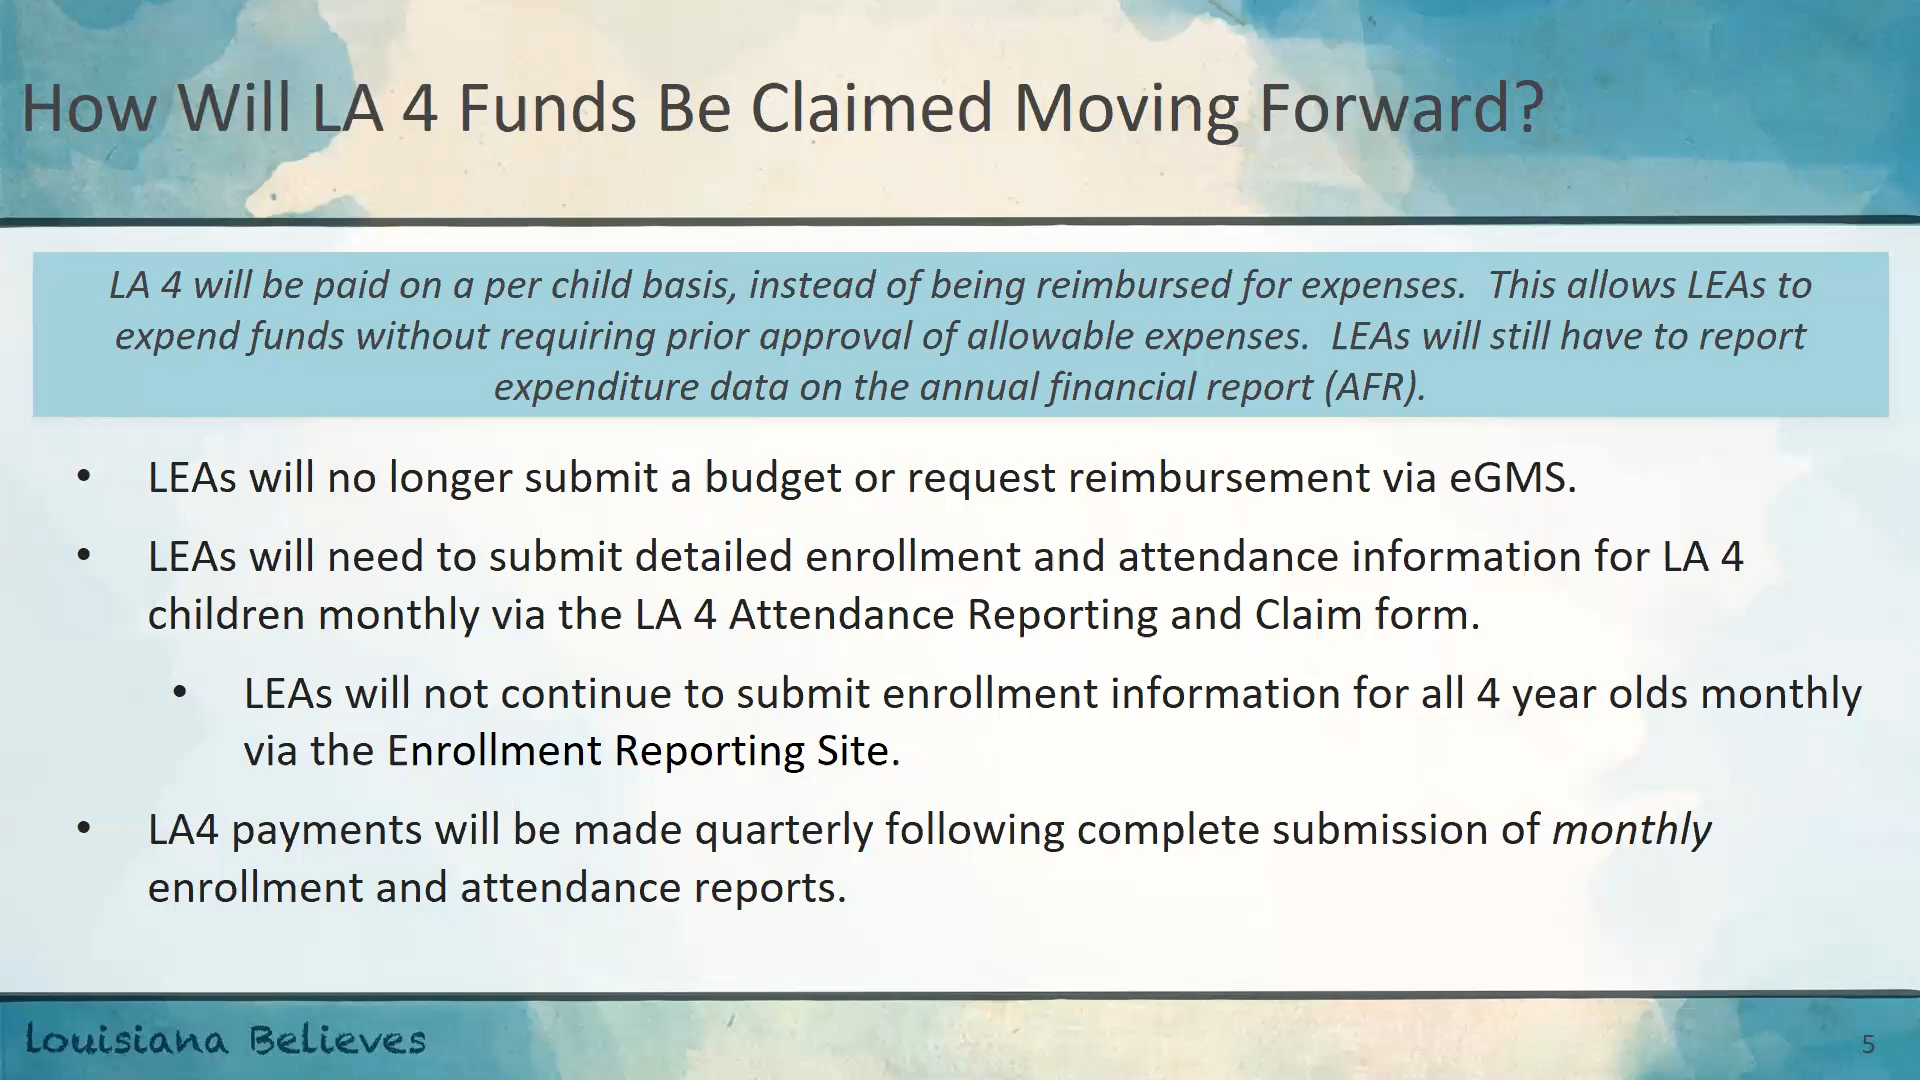 How Will LA 4 Funds Be Claimed Moving Forward?
LA 4 will be paid on a per child basis, instead of being reimbursed for expenses.  This allows LEAs to
expend funds without requiring prior approval of allowable expenses.  LEAs will still have to report
expenditure data on the annual financial report (AFR).
• LEAs will no longer submit a budget or request reimbursement via eGMS.
• LEAs will need to submit detailed enrollment and attendance information for LA 4
children monthly via the LA 4 Attendance Reporting and Claim form.
• LEAs will not continue to submit enrollment information for all 4 year olds monthly
via the Enrollment Reporting Site.
• LA4 payments will be made quarterly following complete submission of monthly
enrollment and attendance reports.
Louisiana Believes
5